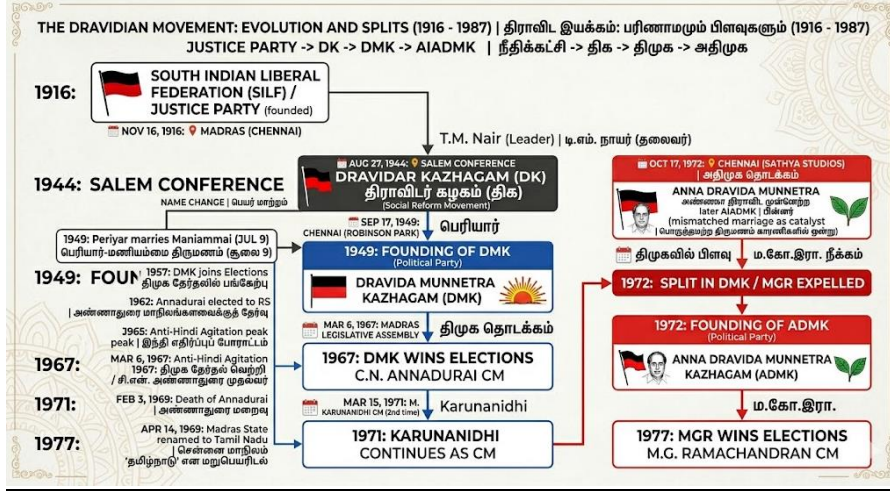 THE DRAVIDIAN MOVEMENT: EVOLUTION AND SPLITS (1916 - 1987) | திராவிட இயக்கம்: பரிணாமமும் பிளவுகளும் (1916 - 1987)
JUSTICE PARTY -> DK -> DMK -> AIADMK | நீதிக்கட்சி -> திக -> திமுக -> அதிமுக
1916:
SOUTH INDIAN LIBERAL
FEDERATION (SILF) /
JUSTICE PARTY (founded)
NOV 16, 1916: MADRAS (CHENNAI)
T.M. Nair (Leader) | டி.எம். நாயர் (தலைவர்)
1944: SALEM CONFERENCE
NAME CHANGE | பெயர் மாற்றம்
AUG 27, 1944: SALEM CONFERENCE
DRAVIDAR KAZHAGAM (DK)
திராவிடர் கழகம் (திக)
(Social Reform Movement)
OCT 17, 1972: CHENNAI (SATHYA STUDIOS)
| அதிமுக தொடக்கம்
ANNA DRAVIDA MUNNETRA
அண்ணா திராவிட முன்னேற்ற
later AIADMK | பின்னர்
(mismatched marriage as catalyst
| பொருத்தமற்ற திருமணம் காரணிகளில் ஒன்று)
SEP 17, 1949:
CHENNAI (ROBINSON PARK)
பெரியார்
1949: Periyar marries Maniammai (JUL 9)
பெரியார்-மணியம்மை திருமணம் (சூலை 9)
திமுகவில் பிளவு
ம.கோ.இரா. நீக்கம்
1949: FOUN
1949: FOUNDING OF DMK
(Political Party)
DRAVIDA MUNNETRA
KAZHAGAM (DMK)
1972: SPLIT IN DMK / MGR EXPELLED
1957: DMK joins Elections
திமுக தேர்தலில் பங்கேற்பு
1962: Annadurai elected to RS
| அண்ணாதுரை மாநிலங்களவைக்குத் தேர்வு
J965: Anti-Hindi Agitation peak
peak | இந்தி எதிர்ப்புப் போராட்டம்
MAR 6, 1967: MADRAS
LEGISLATIVE ASSEMBLY
திமுக தொடக்கம்
1972: FOUNDING OF ADMK
(Political Party)
ANNA DRAVIDA MUNNETRA
KAZHAGAM (ADMK)
1967:
MAR 6, 1967: Anti-Hindi Agitation
1967: திமுக தேர்தல் வெற்றி
/ சி.என். அண்ணாதுரை முதல்வர்
1967: DMK WINS ELECTIONS
C.N. ANNADURAI CM
1971:
FEB 3, 1969: Death of Annadurai
| அண்ணாதுரை மறைவு
MAR 15, 1971: M.
KARUNANIDHI CM (2nd time)
Karunanidhi
ம.கோ.இரா.
1977:
APR 14, 1969: Madras State
renamed to Tamil Nadu
| சென்னை மாநிலம்
'தமிழ்நாடு' என மறுபெயரிடல்
1971: KARUNANIDHI
CONTINUES AS CM
1977: MGR WINS ELECTIONS
M.G. RAMACHANDRAN CM